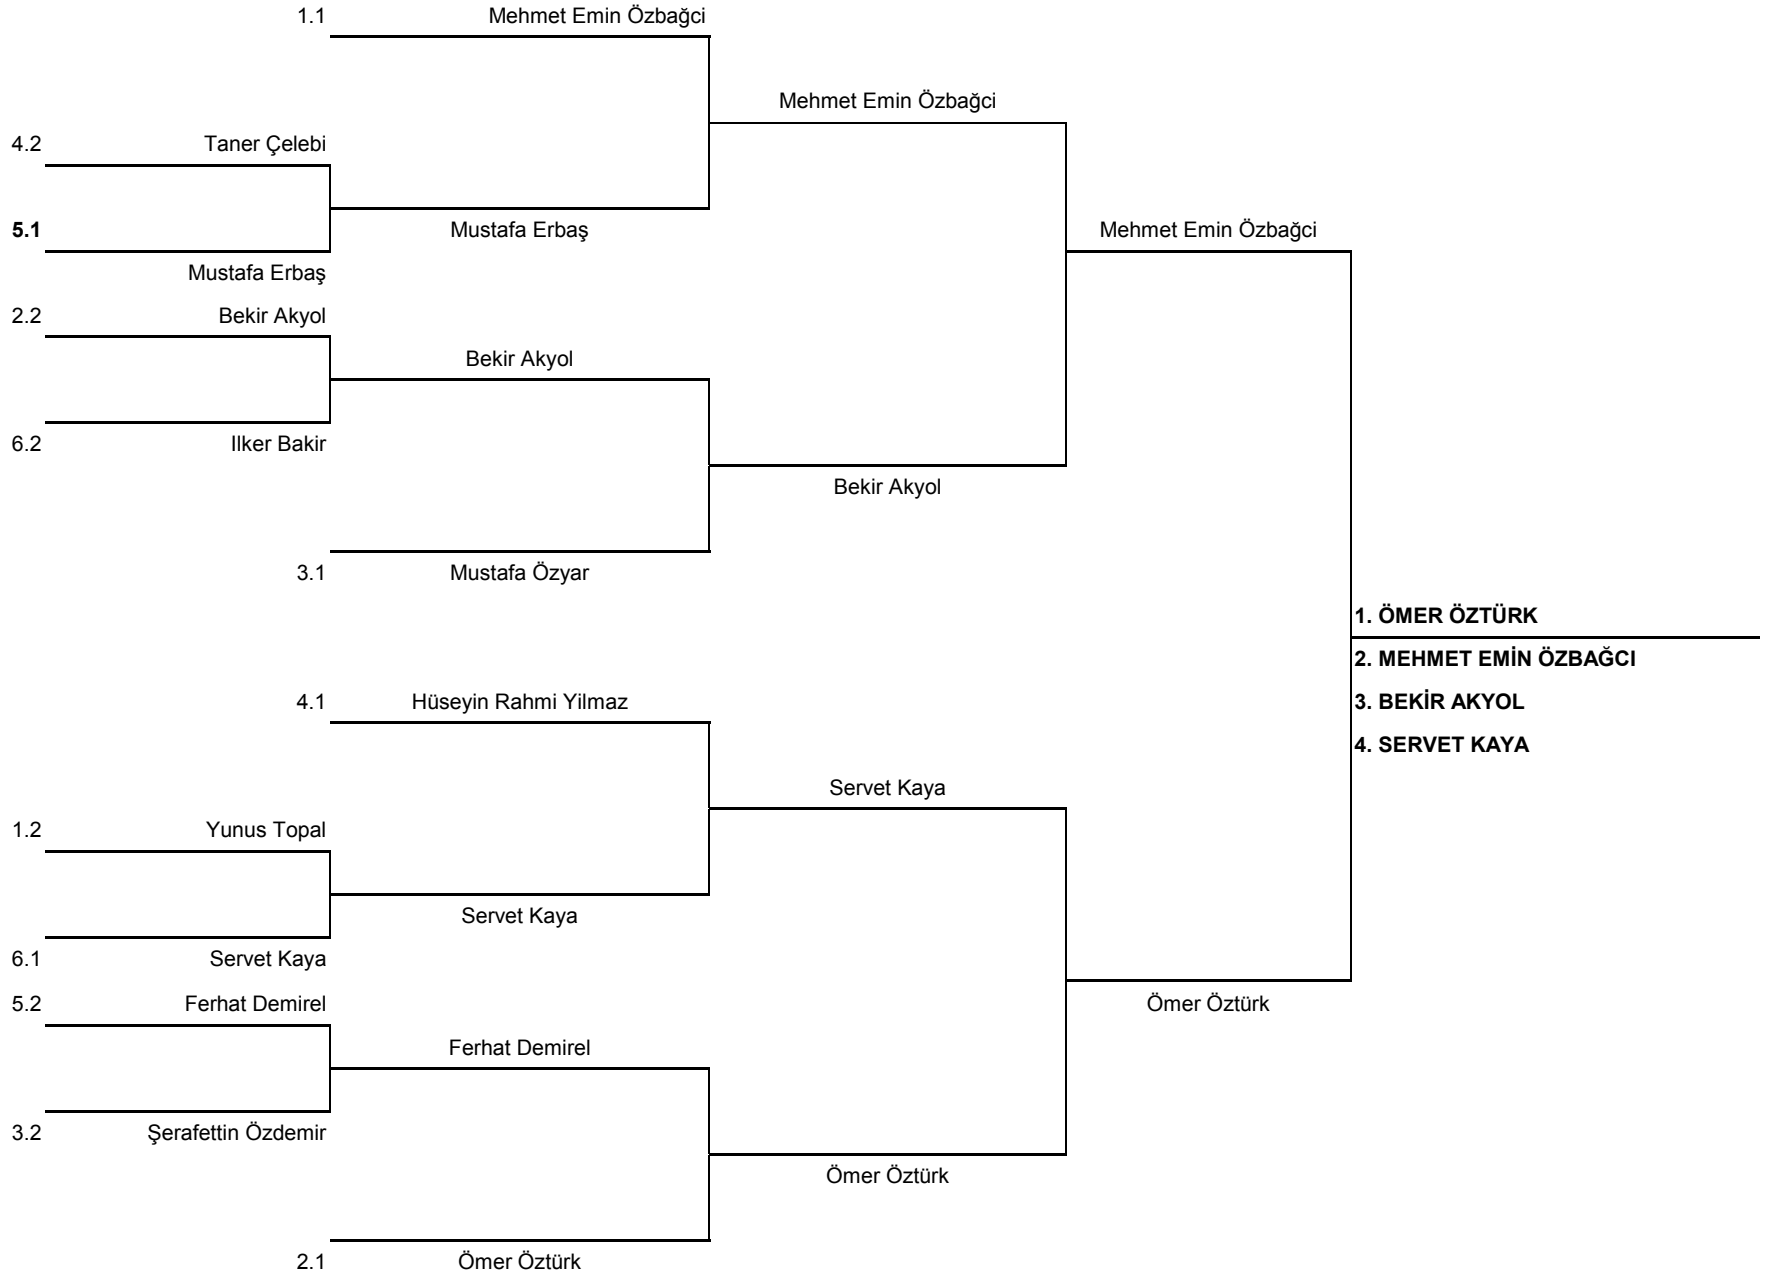 1.1 Mehmet Emin Özbağci
Mehmet Emin Özbağci
4.2 Taner Çelebi
5.1 Mustafa Erbaş Mehmet Emin Özbağci
Mustafa Erbaş
2.2 Bekir Akyol
Bekir Akyol
6.2 Ilker Bakir
Bekir Akyol
3.1 Mustafa Özyar
1. ÖMER ÖZTÜRK
2. MEHMET EMİN ÖZBAĞCI
4.1 Hüseyin Rahmi Yilmaz 3. BEKİR AKYOL
4. SERVET KAYA
Servet Kaya
1.2 Yunus Topal
Servet Kaya
6.1 Servet Kaya
5.2 Ferhat Demirel Ömer Öztürk
Ferhat Demirel
3.2 Şerafettin Özdemir
Ömer Öztürk
2.1 Ömer Öztürk